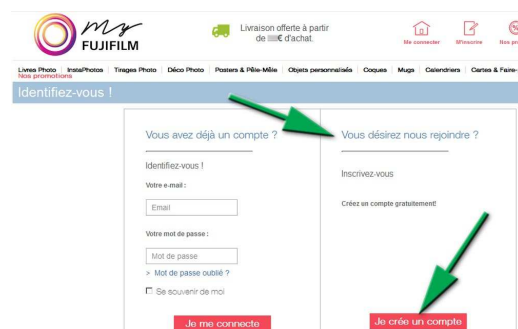 My
FUJIFILM
Livraison offerte à partir
de € d'achat.
Me connecter
M'inscrire
Nos pr
Livres Photo
InstaPhotos
Tirages Photo
Déco Photo
Posters & Pêle-Mêle
Objets personnalisés
Coques
Mugs
Calendriers
Cartes & Faire-
Nos promotions
Identifiez-vous !
Vous avez déjà un compte ?
Identifiez-vous !
Votre e-mail :
Email
Votre mot de passe :
Mot de passe
> Mot de passe oublié ?
Se souvenir de moi
Je me connecte
Vous désirez nous rejoindre ?
Inscrivez-vous
Créez un compte gratuitement!
Je crée un compte